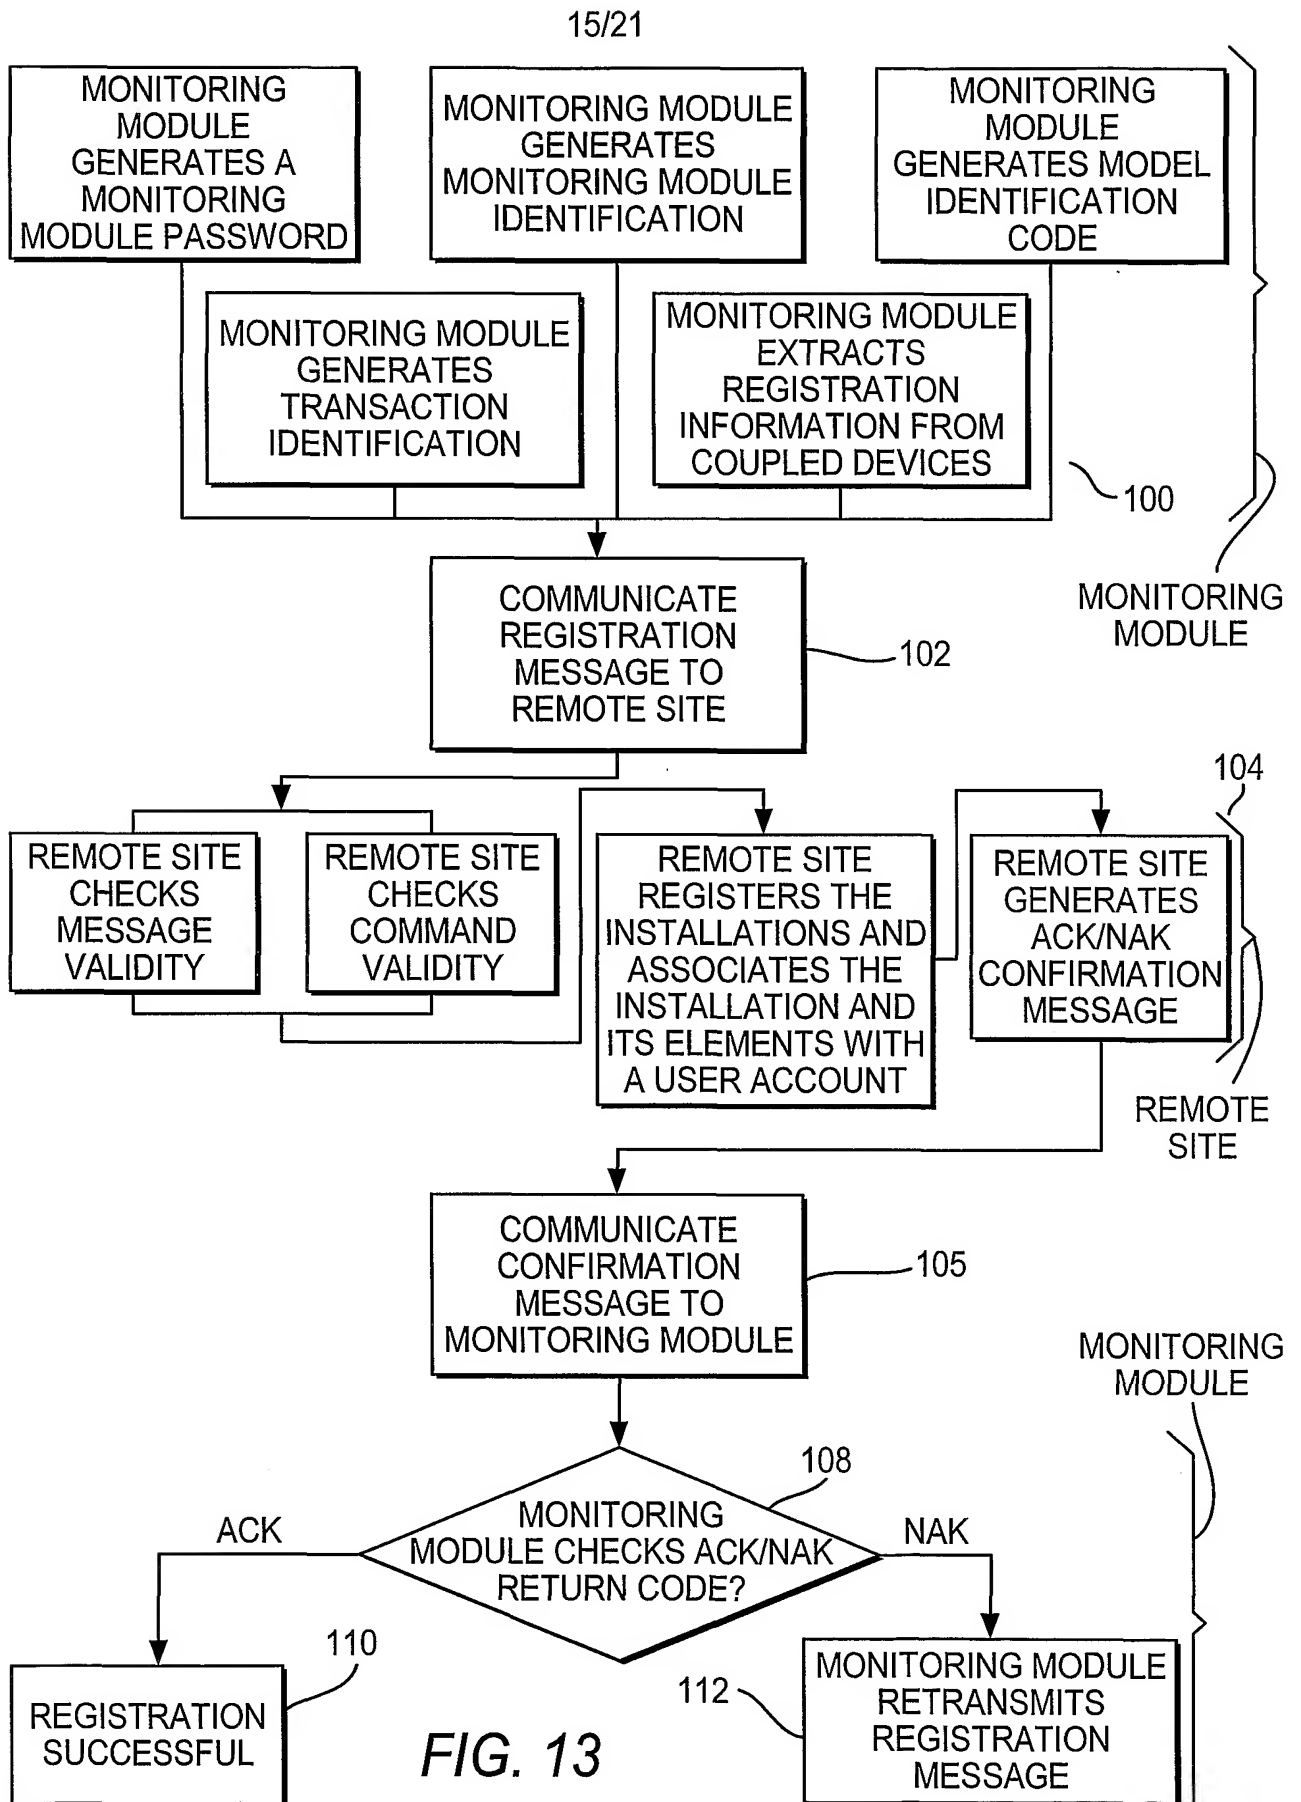 15/21
MONITORING
MODULE
GENERATES A
MONITORING
MODULE PASSWORD
MONITORING MODULE
GENERATES
MONITORING MODULE
IDENTIFICATION
MONITORING
MODULE
GENERATES MODEL
IDENTIFICATION
CODE
MONITORING MODULE
GENERATES
TRANSACTION
IDENTIFICATION
MONITORING MODULE
EXTRACTS
REGISTRATION
INFORMATION FROM
COUPLED DEVICES
100
MONITORING
MODULE
COMMUNICATE
REGISTRATION
MESSAGE TO
REMOTE SITE
102
104
REMOTE SITE
CHECKS
MESSAGE
VALIDITY
REMOTE SITE
CHECKS
COMMAND
VALIDITY
REMOTE SITE
REGISTERS THE
INSTALLATIONS AND
ASSOCIATES THE
INSTALLATION AND
ITS ELEMENTS WITH
A USER ACCOUNT
REMOTE SITE
GENERATES
ACK/NAK
CONFIRMATION
MESSAGE
REMOTE
SITE
COMMUNICATE
CONFIRMATION
MESSAGE TO
MONITORING MODULE
105
MONITORING
MODULE
108
MONITORING
MODULE CHECKS ACK/NAK
RETURN CODE?
ACK
NAK
110
REGISTRATION
SUCCESSFUL
112
MONITORING MODULE
RETRANSMITS
REGISTRATION
MESSAGE
FIG. 13